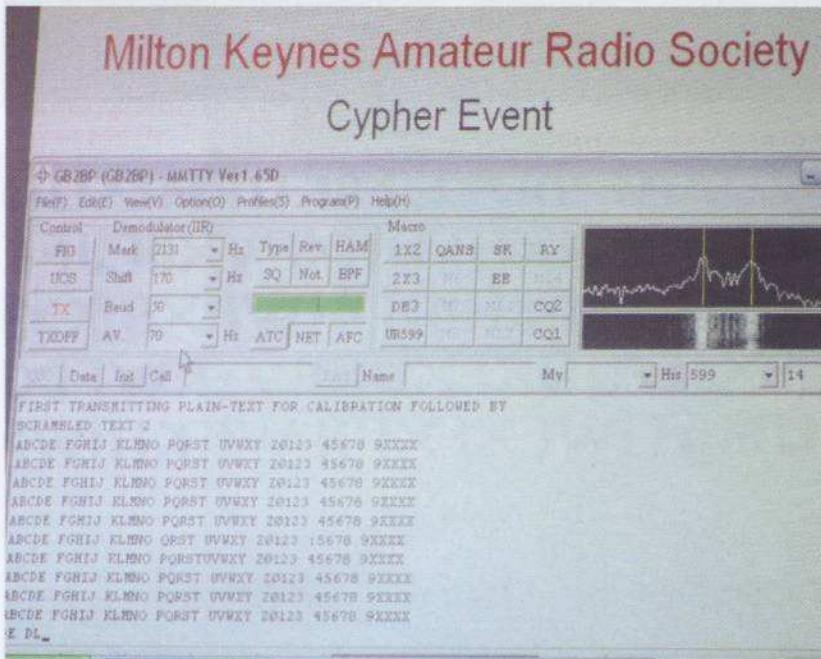 Milton Keynes Amateur Radio Society
Cypher Event
GB2BP (GB2BP) - MMTTY Ver1.65D
File(F) Edit(E) View(V) Option(O) Profiles(S) Program(P) Help(H)
Control Demodulator (IIR) Macro
FIG Mark 2131 Hz Type Rev. HAM 1X2 QANS SK RY
UCS Shift 170 Hz SQ Not. BPF 2X3 EE
TX Baud 50 DE3 CQ2
TXOFF AV. 70 Hz ATC NET AFC UR599 CQ1
Data Init Call Name My His 599 14
FIRST TRANSMITTING PLAIN-TEXT FOR CALIBRATION FOLLOWED BY
SCRAMBLED TEXT 2
ABCDE FGHIJ KLMNO PQRST UVWXY Z0123 45678 9XXXX
ABCDE FGHIJ KLMNO PQRST UVWXY Z0123 45678 9XXXX
ABCDE FGHIJ KLMNO PQRST UVWXY Z0123 45678 9XXXX
ABCDE FGHIJ KLMNO PQRST UVWXY Z0123 45678 9XXXX
ABCDE FGHIJ KLMNO PQRST UVWXY Z0123 45678 9XXXX
ABCDE FGHIJ KLMNO QRST UVWXY Z0123 :5678 9XXXX
ABCDE FGHIJ KLMNO PQRSTUVWXY Z0123 45678 9XXXX
ABCDE FGHIJ KLMNO PQRST UVWXY Z0123 45678 9XXXX
ABCDE FGHIJ KLMNO PQRST UVWXY Z0123 45678 9XXXX
ABCDE FGHIJ KLMNO PQRST UVWXY Z0123 45678 9XXXX
E DL_